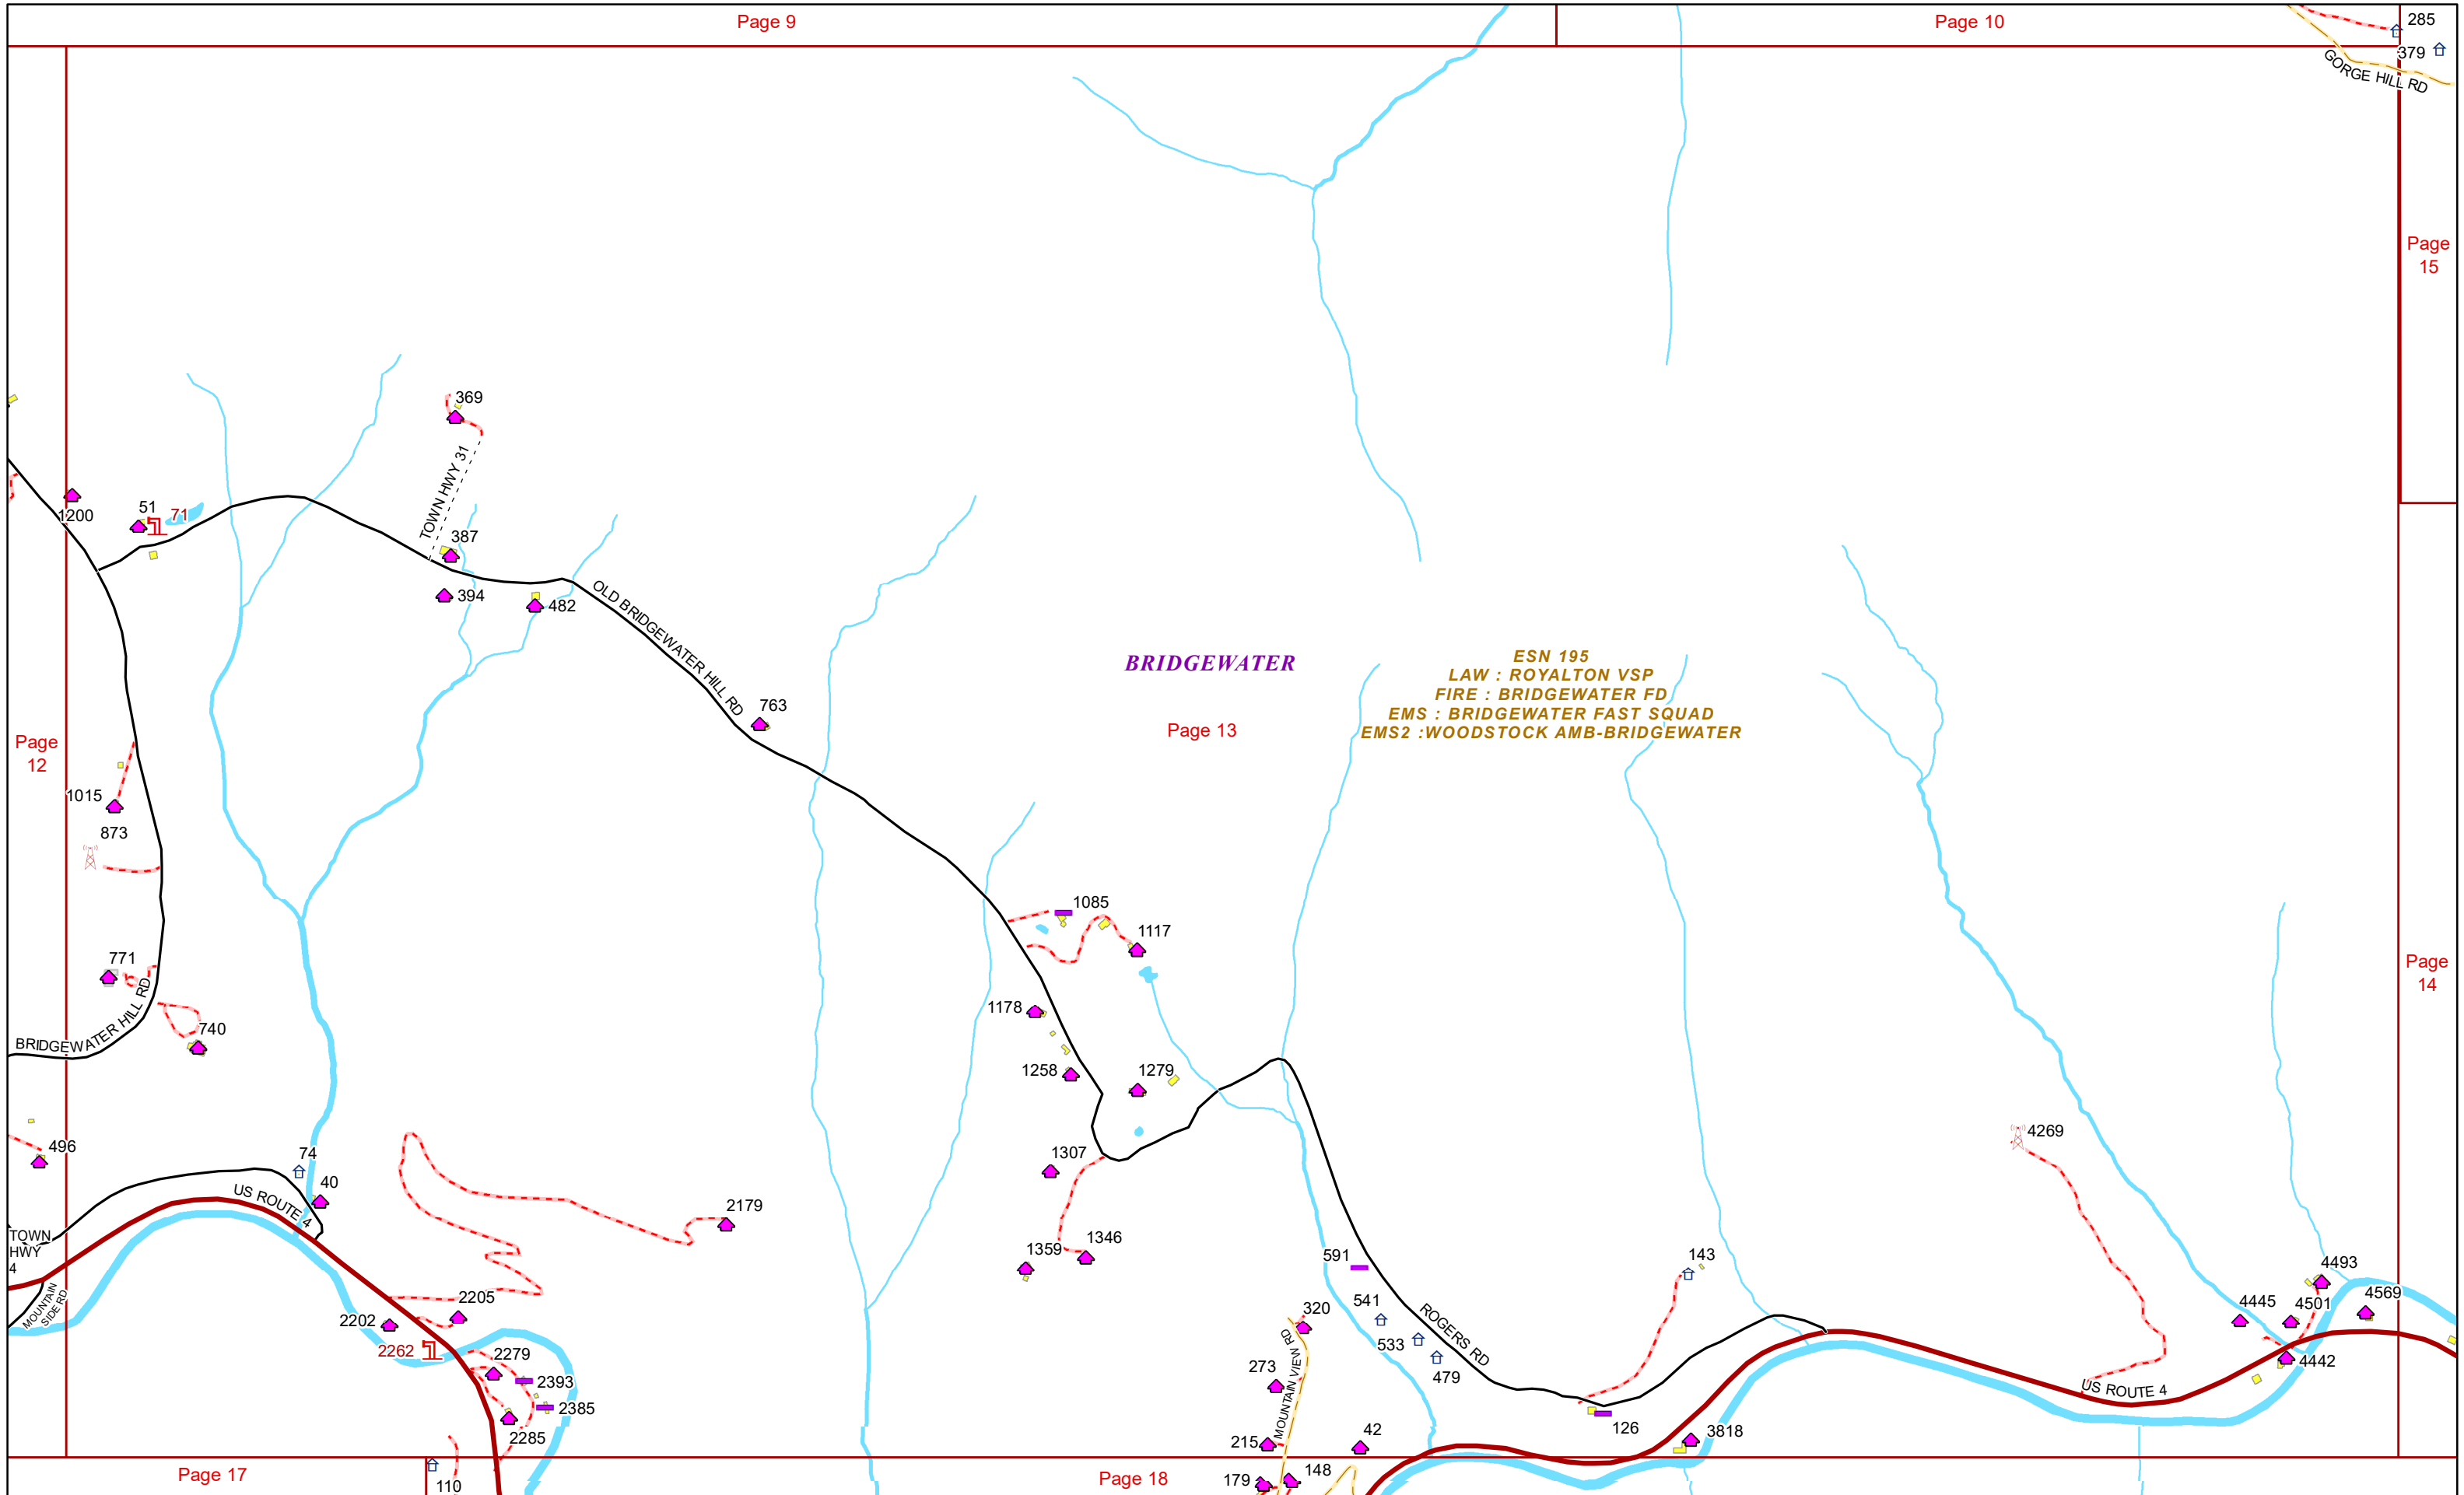 Page 9
Page 10
285
379
GORGE HILL RD
Page
15
369
TOWN HWY 31
1200
51
71
387
394
482
OLD BRIDGEWATER HILL RD
BRIDGEWATER
ESN 195
LAW : ROYALTON VSP
FIRE : BRIDGEWATER FD
EMS : BRIDGEWATER FAST SQUAD
EMS2 :WOODSTOCK AMB-BRIDGEWATER
763
Page 13
Page
12
1015
873
1085
1117
771
Page
14
1178
740
BRIDGEWATER HILL RD
1258
1279
4269
496
74
1307
40
US ROUTE 4
2179
TOWN
HWY
4
1359
1346
591
143
4493
MOUNTAIN
SIDE RD
2205
2202
320
541
ROGERS RD
4445
4501
4569
2262
2279
533
4442
273
479
2393
MOUNTAIN VIEW RD
US ROUTE 4
2385
2285
215
42
126
3818
Page 17
110
Page 18
179
148